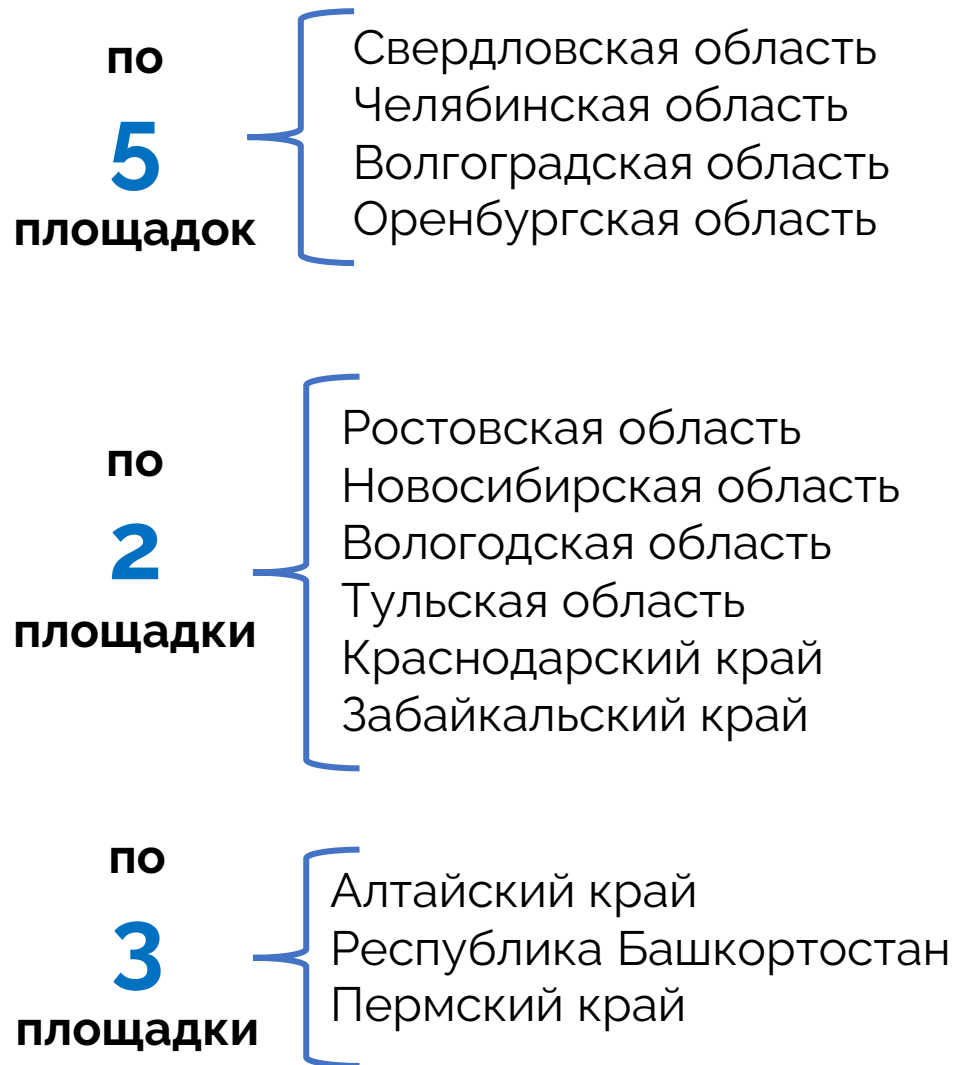 по
5
площадок
Свердловская область
Челябинская область
Волгоградская область
Оренбургская область
по
2
площадки
Ростовская область
Новосибирская область
Вологодская область
Тульская область
Краснодарский край
Забайкальский край
по
3
площадки
Алтайский край
Республика Башкортостан
Пермский край